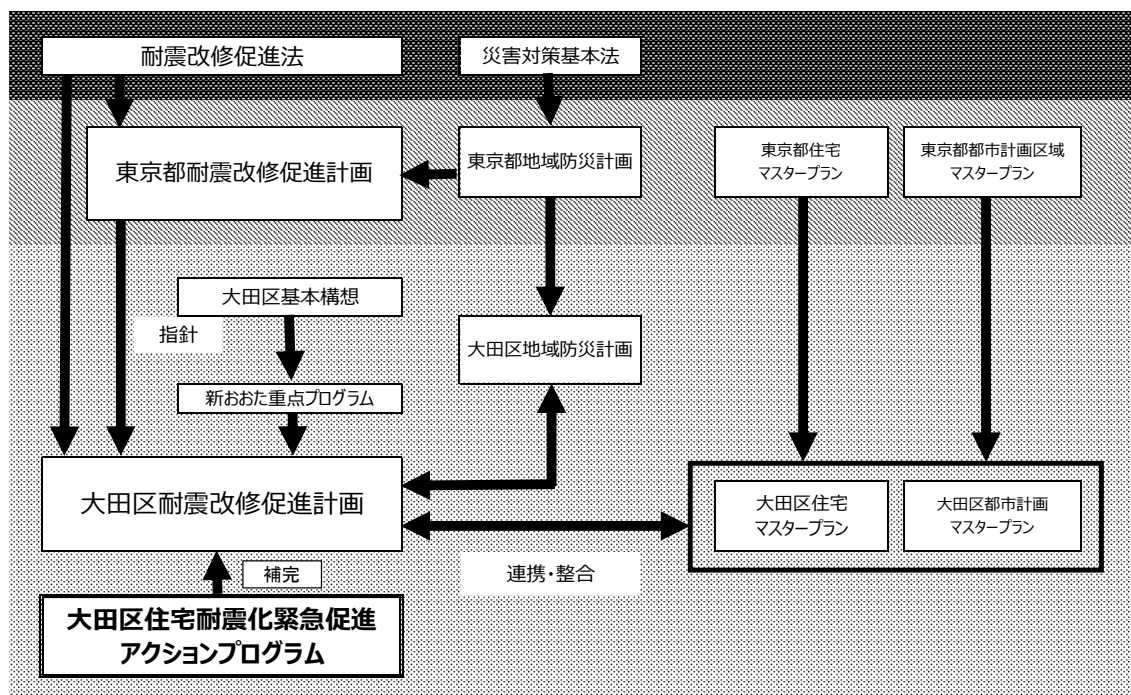 耐震改修促進法
災害対策基本法
東京都耐震改修促進計画
東京都地域防災計画
東京都住宅
マスタープラン
東京都都市計画区域
マスタープラン
大田区基本構想
指針
大田区地域防災計画
新おおた重点プログラム
大田区耐震改修促進計画
大田区住宅
マスタープラン
大田区都市計画
マスタープラン
連携・整合
補完
大田区住宅耐震化緊急促進
アクションプログラム